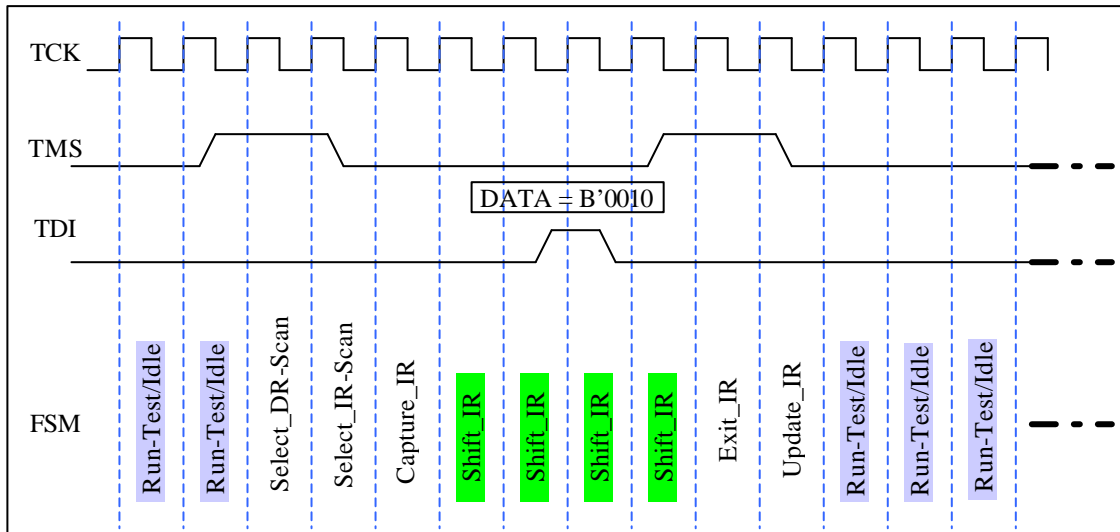 TCK
TMS
DATA = B'0010
TDI
FSM
Run-Test/Idle
Run-Test/Idle
Select_DR-Scan
Select_IR-Scan
Capture_IR
Shift_IR
Shift_IR
Shift_IR
Shift_IR
Exit_IR
Update_IR
Run-Test/Idle
Run-Test/Idle
Run-Test/Idle